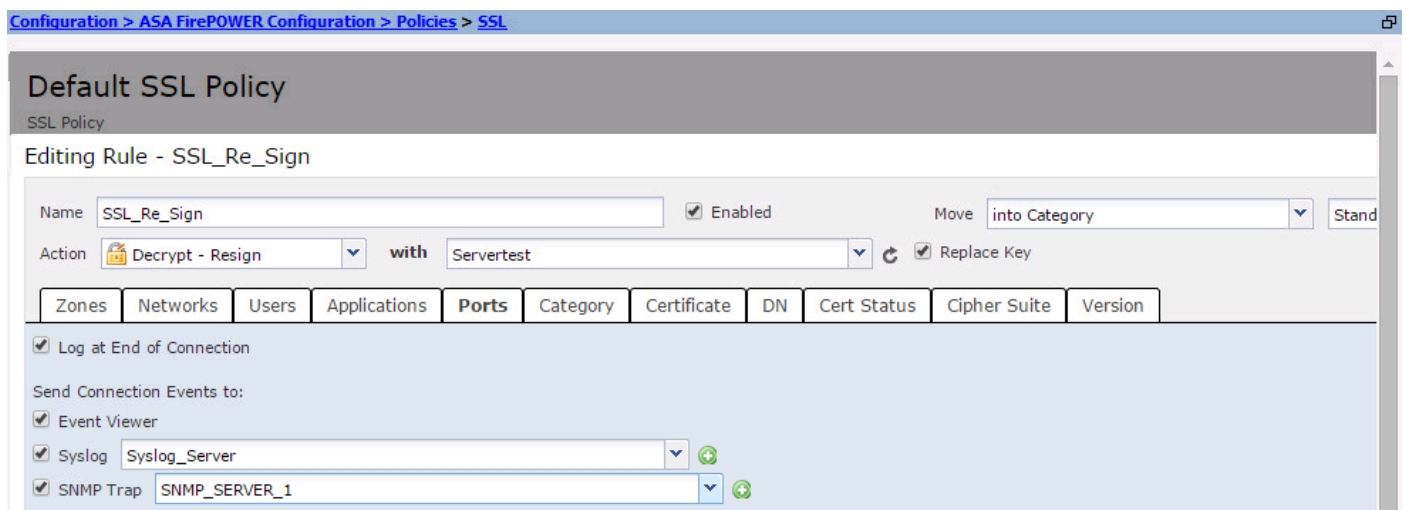 Configuration > ASA FirePOWER Configuration > Policies > SSL
Default SSL Policy
SSL Policy
Editing Rule - SSL_Re_Sign
Name SSL_Re_Sign Enabled Move into Category Stand
Action Decrypt - Resign with Servertest Replace Key
Zones Networks Users Applications Ports Category Certificate DN Cert Status Cipher Suite Version
Log at End of Connection
Send Connection Events to:
Event Viewer
Syslog Syslog_Server
SNMP Trap SNMP_SERVER_1